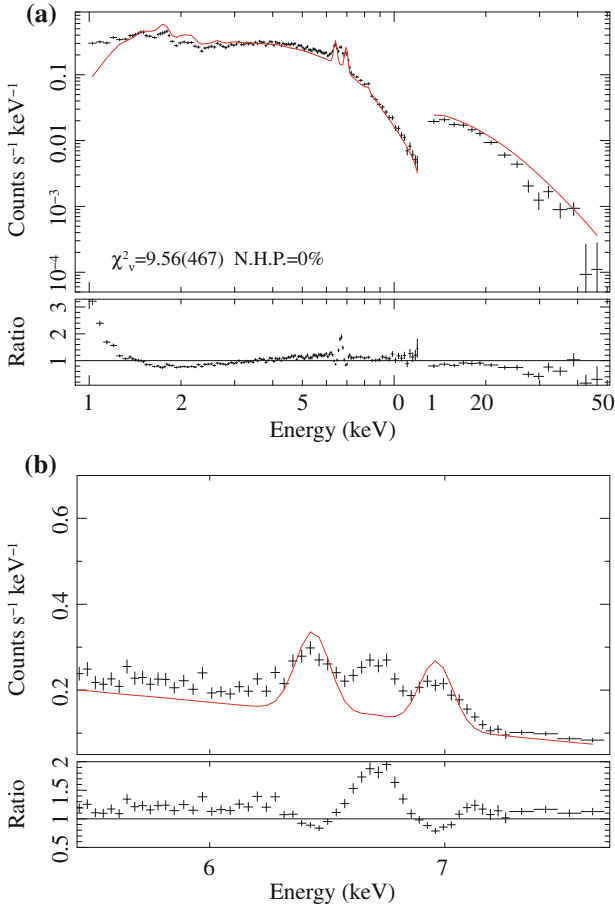 (a)
Counts s⁻¹ keV⁻¹
0.1
0.01
10⁻³
10⁻⁴
χ²ᵥ=9.56(467) N.H.P.=0%
Ratio
3
2
1
1 2 5 0 1 20 50
Energy (keV)
(b)
Counts s⁻¹ keV⁻¹
0.6
0.4
0.2
Ratio
2
1.5
1
0.5
6 7
Energy (keV)